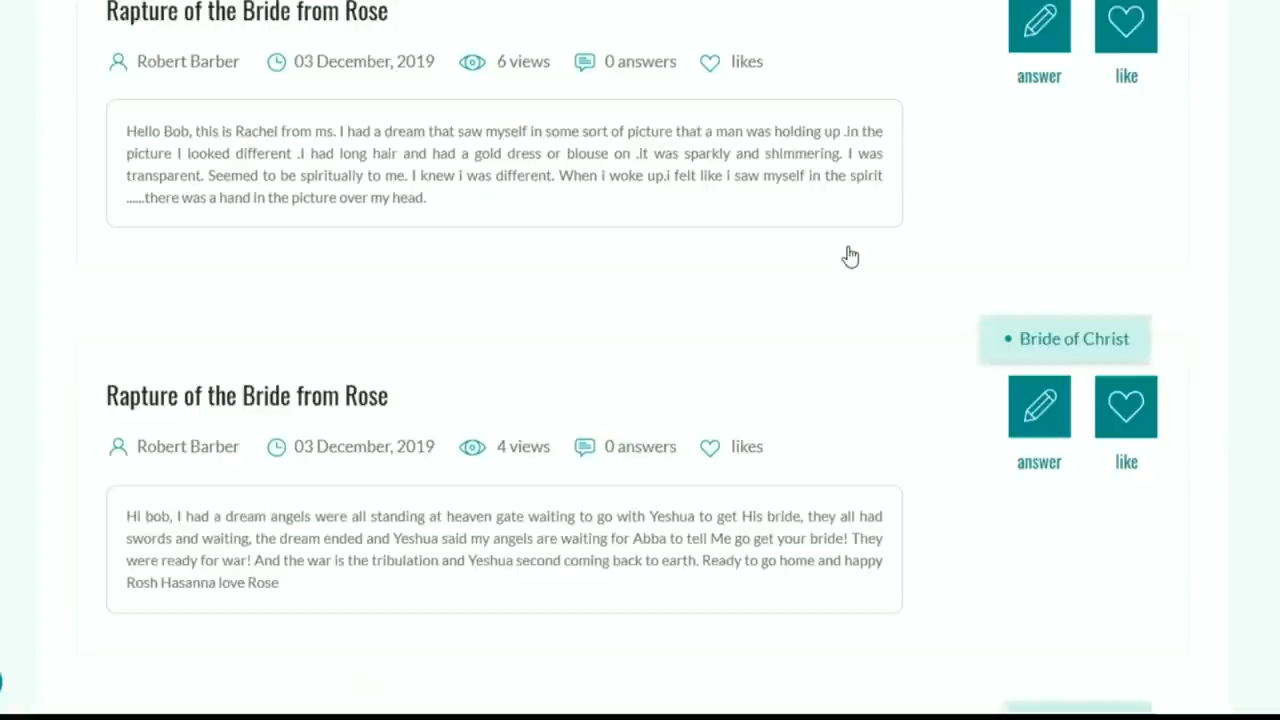 Rapture of the Bride from Rose
Robert Barber 03 December, 2019 6 views 0 answers likes
answer like
Hello Bob, this is Rachel from ms. I had a dream that saw myself in some sort of picture that a man was holding up .in the
picture I looked different .I had long hair and had a gold dress or blouse on .it was sparkly and shimmering. I was
transparent. Seemed to be spiritually to me. I knew i was different. When i woke up.i felt like i saw myself in the spirit
......there was a hand in the picture over my head.
• Bride of Christ
Rapture of the Bride from Rose
Robert Barber 03 December, 2019 4 views 0 answers likes
answer like
Hi bob, I had a dream angels were all standing at heaven gate waiting to go with Yeshua to get His bride, they all had
swords and waiting, the dream ended and Yeshua said my angels are waiting for Abba to tell Me go get your bride! They
were ready for war! And the war is the tribulation and Yeshua second coming back to earth. Ready to go home and happy
Rosh Hasanna love Rose